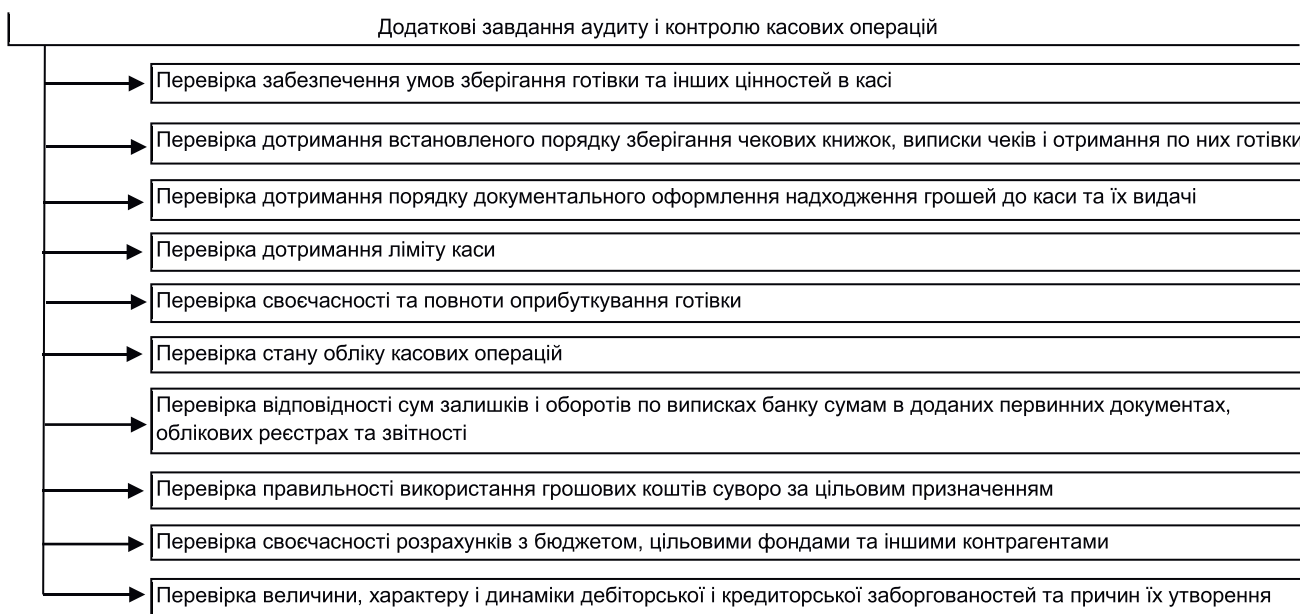 Додаткові завдання аудиту і контролю касових операцій
Перевірка забезпечення умов зберігання готівки та інших цінностей в касі
Перевірка дотримання встановленого порядку зберігання чекових книжок, виписки чеків і отримання по них готівки
Перевірка дотримання порядку документального оформлення надходження грошей до каси та їх видачі
Перевірка дотримання ліміту каси
Перевірка своєчасності та повноти оприбуткування готівки
Перевірка стану обліку касових операцій
Перевірка відповідності сум залишків і оборотів по виписках банку сумам в доданих первинних документах,
облікових реєстрах та звітності
Перевірка правильності використання грошових коштів суворо за цільовим призначенням
Перевірка своєчасності розрахунків з бюджетом, цільовими фондами та іншими контрагентами
Перевірка величини, характеру і динаміки дебіторської і кредиторської заборгованостей та причин їх утворення